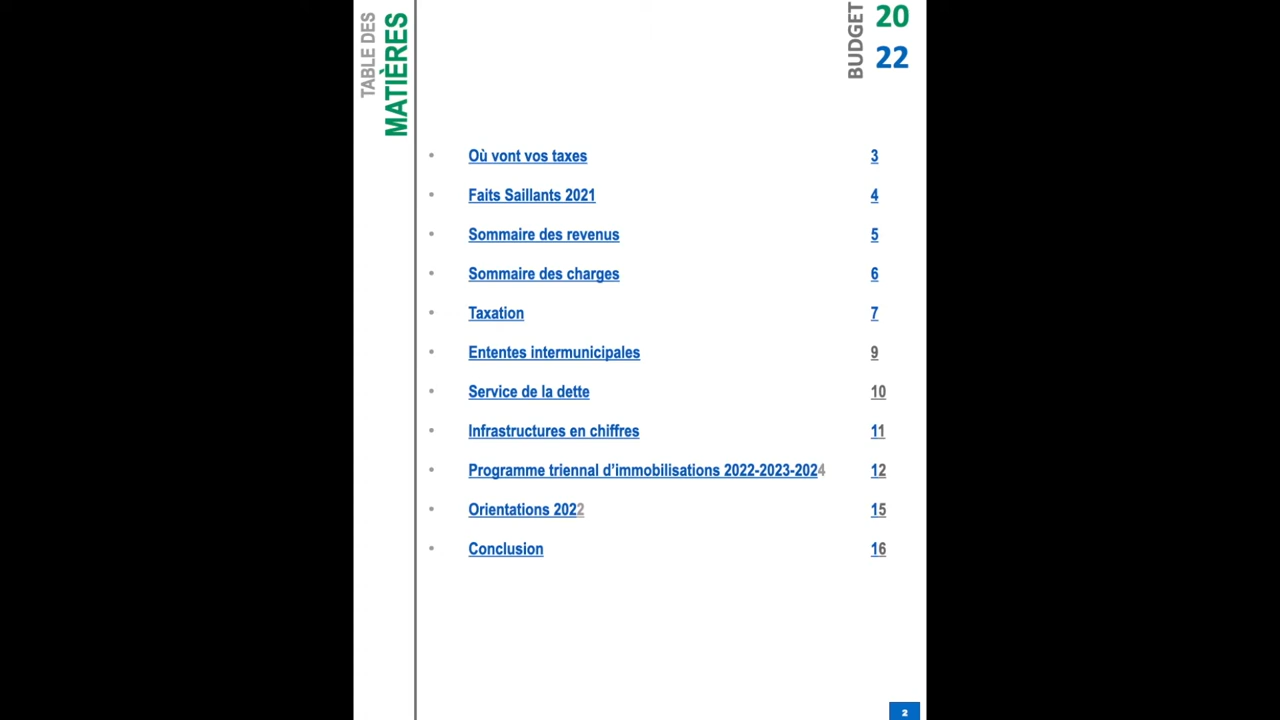 TABLE DES
MATIÈRES
BUDGET
20
22
• Où vont vos taxes 3
• Faits Saillants 2021 4
• Sommaire des revenus 5
• Sommaire des charges 6
• Taxation 7
• Ententes intermunicipales 9
• Service de la dette 10
• Infrastructures en chiffres 11
• Programme triennal d’immobilisations 2022-2023-2024 12
• Orientations 2022 15
• Conclusion 16
2